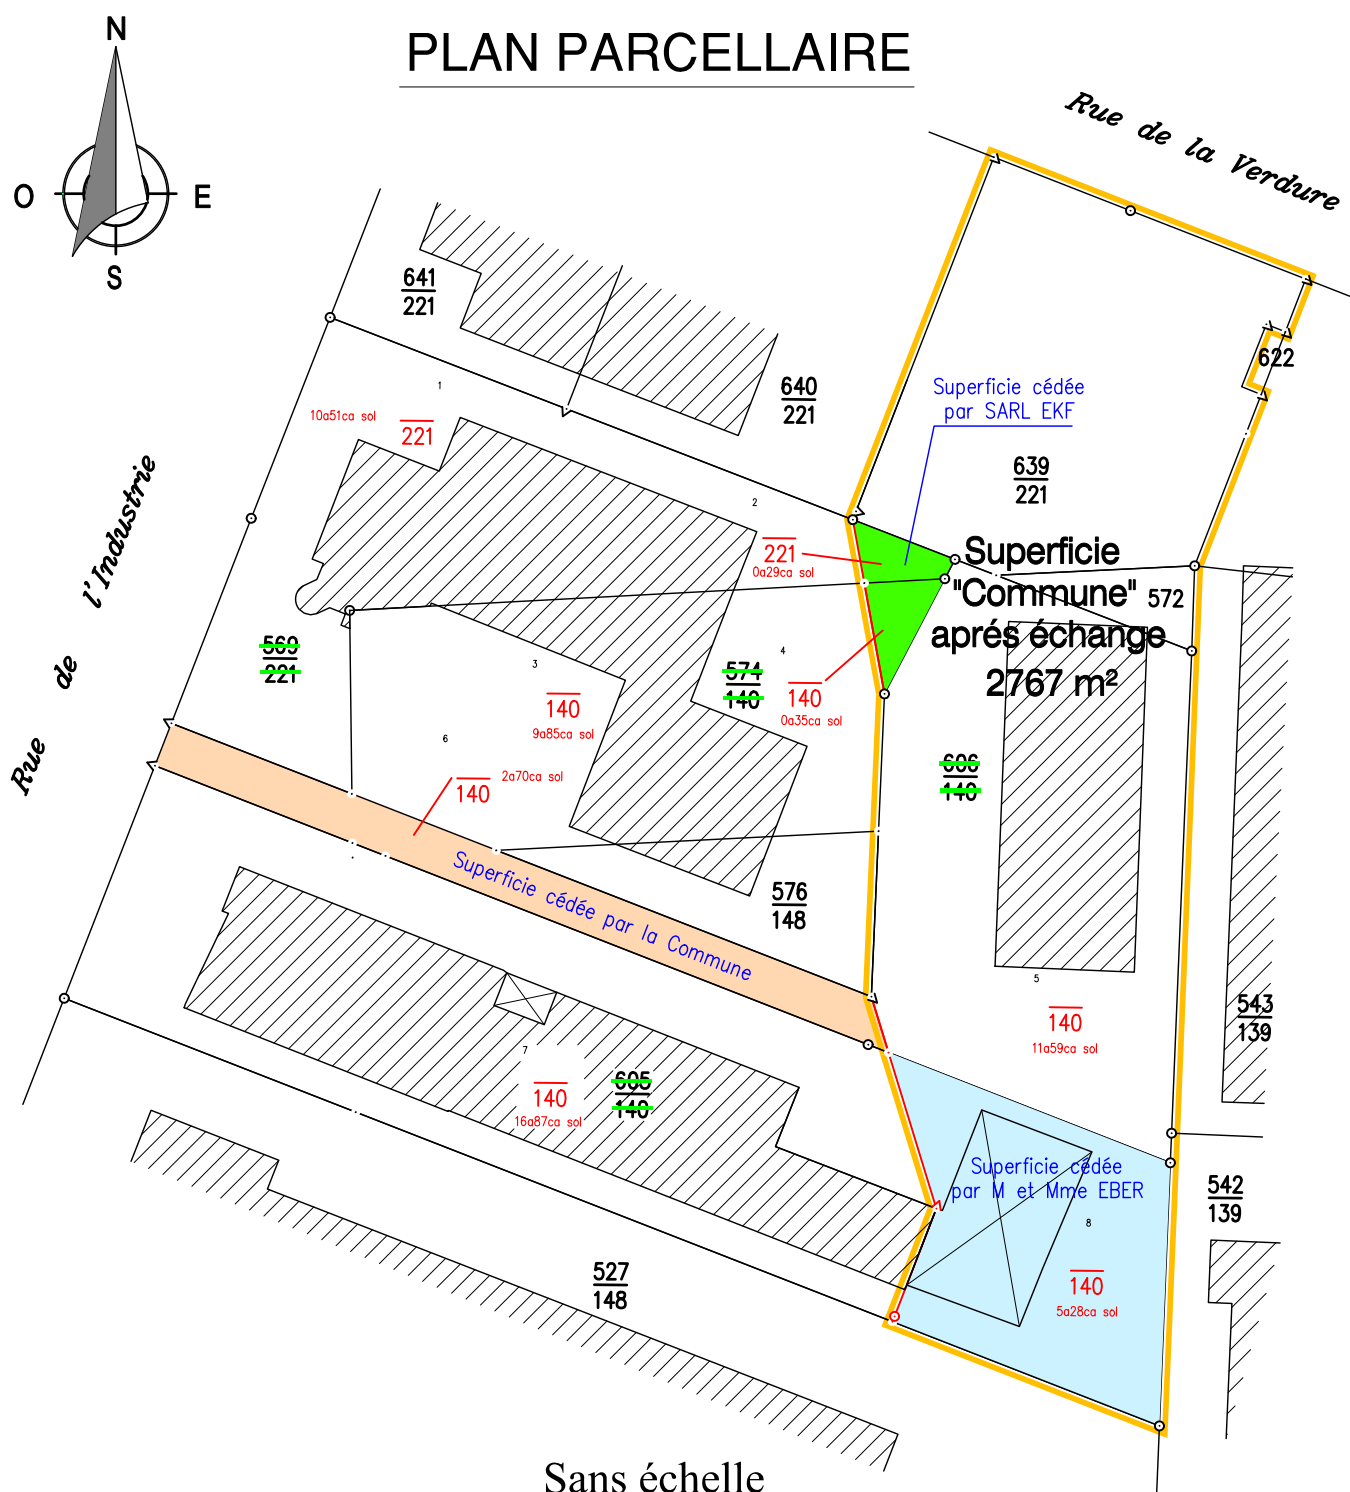 PLAN PARCELLAIRE
N
O
E
S
Rue de la Verdure
641
221
640
221
622
1
10a51ca sol
221
Superficie cédée
par SARL EKF
639
221
2
221
0a29ca sol
Superficie
"Commune"
aprés échange
2767 m²
572
Rue de l'Industrie
569
221
3
140
9a85ca sol
574
140
4
140
0a35ca sol
6
140
2a70ca sol
606
140
Superficie cédée par la Commune
576
148
5
140
11a59ca sol
543
139
7
140
16a87ca sol
605
140
Superficie cédée
par M et Mme EBER
8
140
5a28ca sol
542
139
527
148
Sans échelle